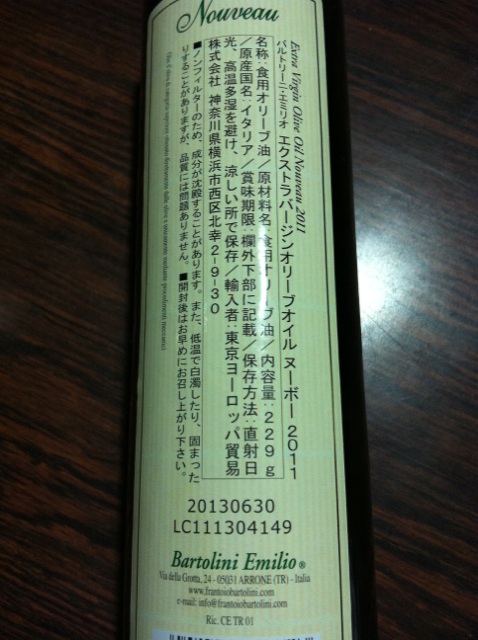 Nouveau
Extra Virgin Olive Oil Nouveau 2011
バルトリーニ・エミリオ エクストラバージンオリーブオイル ヌーボー 2011
名称:食用オリーブ油/原材料名:食用オリーブ油/内容量:229g
/原産国名:イタリア/賞味期限:欄外下部に記載/保存方法:直射日
光、高温多湿を避け、涼しい所で保存/輸入者:東京ヨーロッパ貿易
株式会社 神奈川県横浜市西区北幸2-9-30
■ノンフィルターのため、成分が沈殿することがあります。また、低温で白濁したり、固まった
りすることがありますが、品質には問題ありません。■開封後はお早めにお召し上がり下さい。
20130630
LC111304149
Bartolini Emilio®
Via della Grotta, 24 - 05031 ARRONE (TR) - Italia
www.frantoiobartolini.com
e-mail: info@frantoiobartolini.com
Ric. CE TR 01